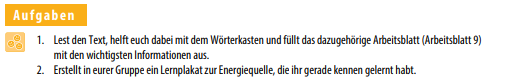 Aufgaben
1. Lest den Text, helft euch dabei mit dem Wörterkasten und füllt das dazugehörige Arbeitsblatt (Arbeitsblatt 9)
mit den wichtigsten Informationen aus.
2. Erstellt in eurer Gruppe ein Lernplakat zur Energiequelle, die ihr gerade kennen gelernt habt.